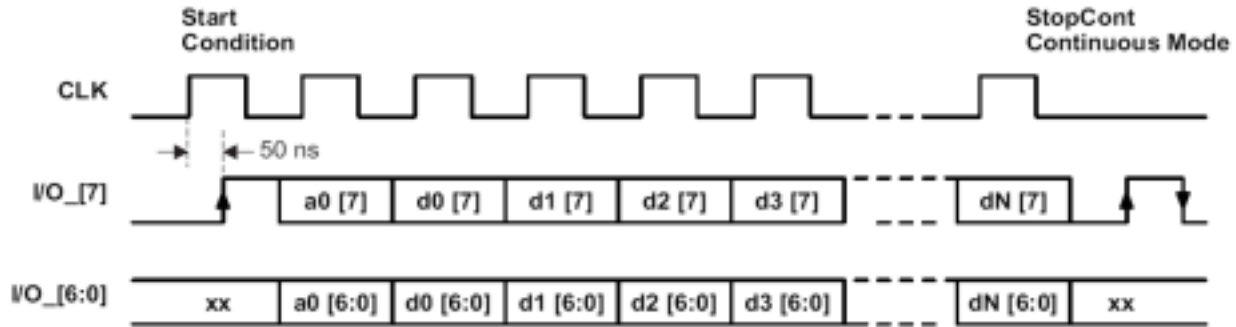 Start
Condition
StopCont
Continuous Mode
CLK
50 ns
I/O_[7]
a0 [7] d0 [7] d1 [7] d2 [7] d3 [7] dN [7]
I/O_[6:0]
xx a0 [6:0] d0 [6:0] d1 [6:0] d2 [6:0] d3 [6:0] dN [6:0] xx